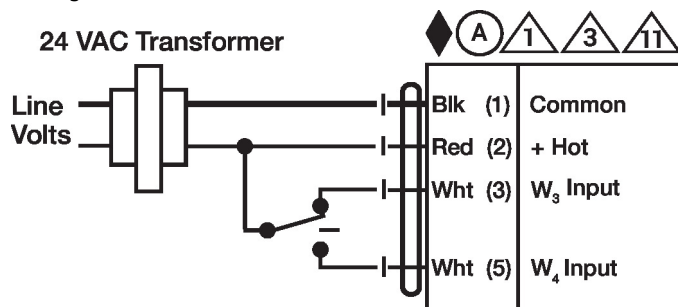 24 VAC Transformer
A 1 3 11
Line Volts
Blk (1) Common
Red (2) + Hot
Wht (3) W₃ Input
Wht (5) W₄ Input